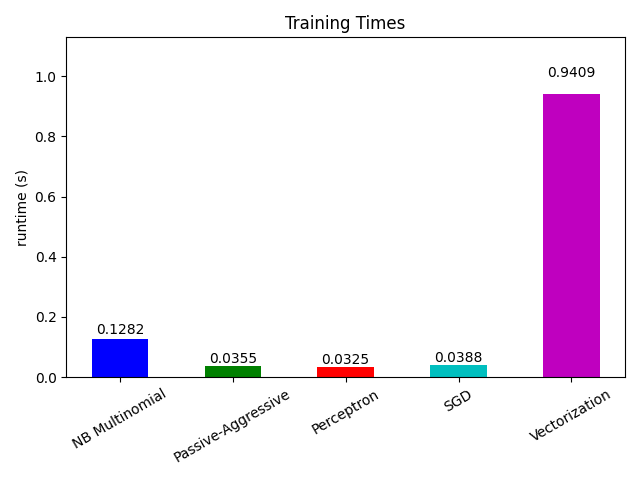 Training Times
runtime (s)
1.0
0.8
0.6
0.4
0.2
0.0
0.1282
0.0355
0.0325
0.0388
0.9409
NB Multinomial
Passive-Aggressive
Perceptron
SGD
Vectorization